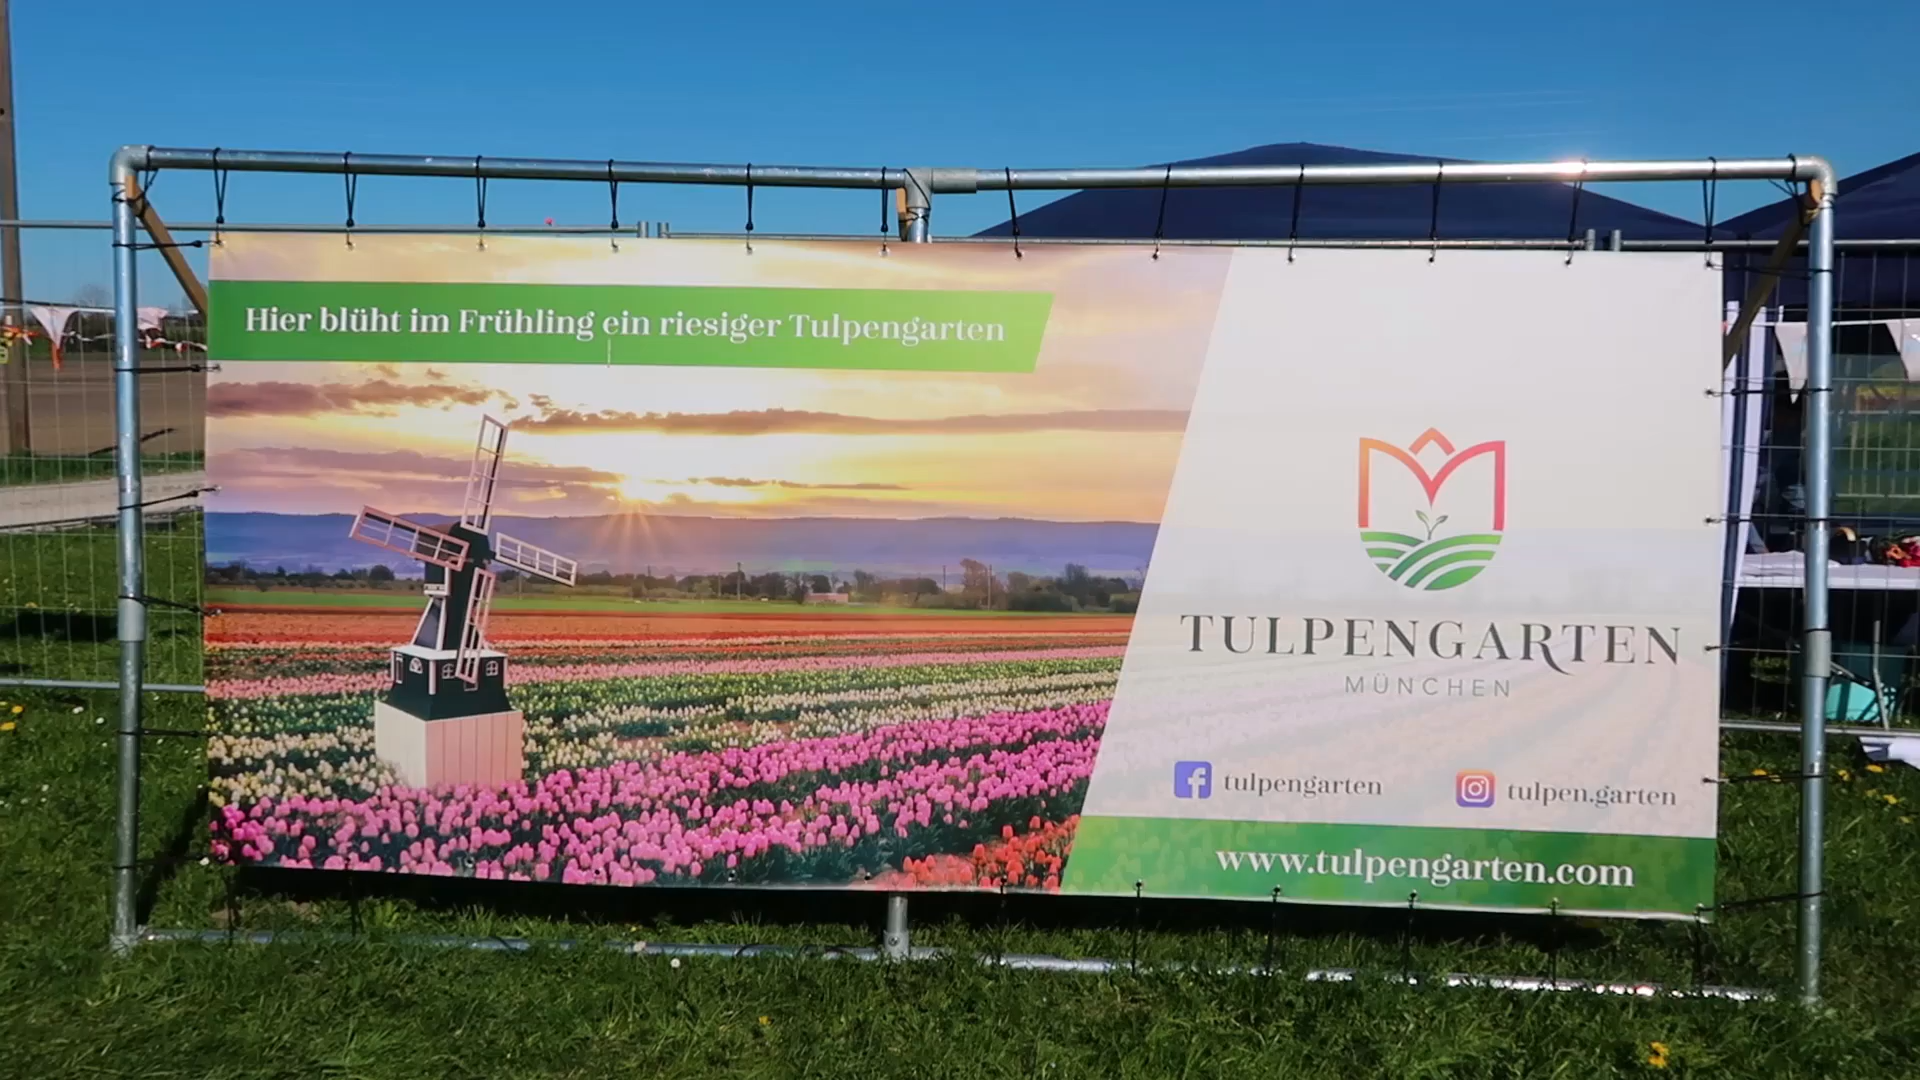 Hier blüht im Frühling ein riesiger Tulpengarten
TULPENGARTEN
MÜNCHEN
tulpengarten
tulpen.garten
www.tulpengarten.com